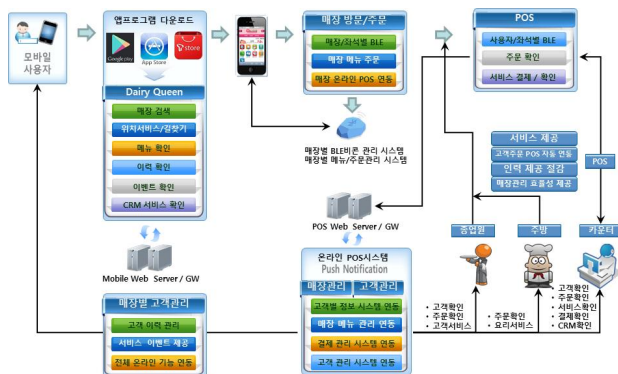 모바일
사용자
앱프로그램 다운로드
Google play
App Store
T store
Dairy Queen
매장 검색
위치서비스/길찾기
메뉴 확인
이력 확인
이벤트 확인
CRM 서비스 확인
Mobile Web Server / GW
매장별 고객관리
고객 이력 관리
서비스 이벤트 제공
전체 온라인 기능 연동
매장 방문/주문
매장/좌석별 BLE
매장 메뉴 주문
매장 온라인 POS 연동
매장별 BLE비콘 관리 시스템
매장별 메뉴/주문관리 시스템
POS Web Server / GW
온라인 POS시스템
Push Notification
매장관리
고객관리
고객별 정보 시스템 연동
매장 메뉴 관리 연동
결제 관리 시스템 연동
고객 관리 시스템 연동
POS
사용자/좌석별 BLE
주문 확인
서비스 결제 / 확인
서비스 제공
고객주문 POS 자동 연동
인력 제공 절감
매장관리 효율성 제공
POS
종업원
주방
카운터
· 고객확인
· 주문확인
· 고객서비스
· 주문확인
· 요리서비스
· 고객확인
· 주문확인
· 서비스확인
· 결제확인
· CRM확인